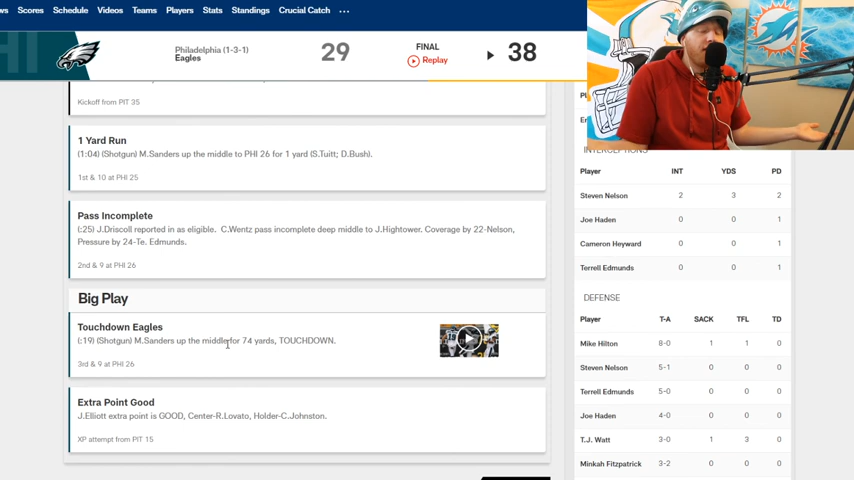 ws Scores Schedule Videos Teams Players Stats Standings Crucial Catch ...
PHI
Philadelphia (1-3-1)
Eagles
29
FINAL
Replay
38
Kickoff from PIT 35
1 Yard Run
(1:04) (Shotgun) M.Sanders up the middle to PHI 26 for 1 yard (S.Tuitt; D.Bush).
1st & 10 at PHI 25
Pass Incomplete
(:25) J.Driscoll reported in as eligible. C.Wentz pass incomplete deep middle to J.Hightower. Coverage by 22-Nelson,
Pressure by 24-Te. Edmunds.
2nd & 9 at PHI 26
Big Play
Touchdown Eagles
(:19) (Shotgun) M.Sanders up the middle for 74 yards, TOUCHDOWN.
3rd & 9 at PHI 26
Extra Point Good
J.Elliott extra point is GOOD, Center-R.Lovato, Holder-C.Johnston.
XP attempt from PIT 15
INTERCEPTIONS
Player INT YDS PD
Steven Nelson 2 3 2
Joe Haden 0 0 1
Cameron Heyward 0 0 1
Terrell Edmunds 0 0 1
DEFENSE
Player T-A SACK TFL TD
Mike Hilton 8-0 1 1 0
Steven Nelson 5-1 0 0 0
Terrell Edmunds 5-0 0 0 0
Joe Haden 4-0 0 0 0
T.J. Watt 3-0 1 3 0
Minkah Fitzpatrick 3-2 0 0 0